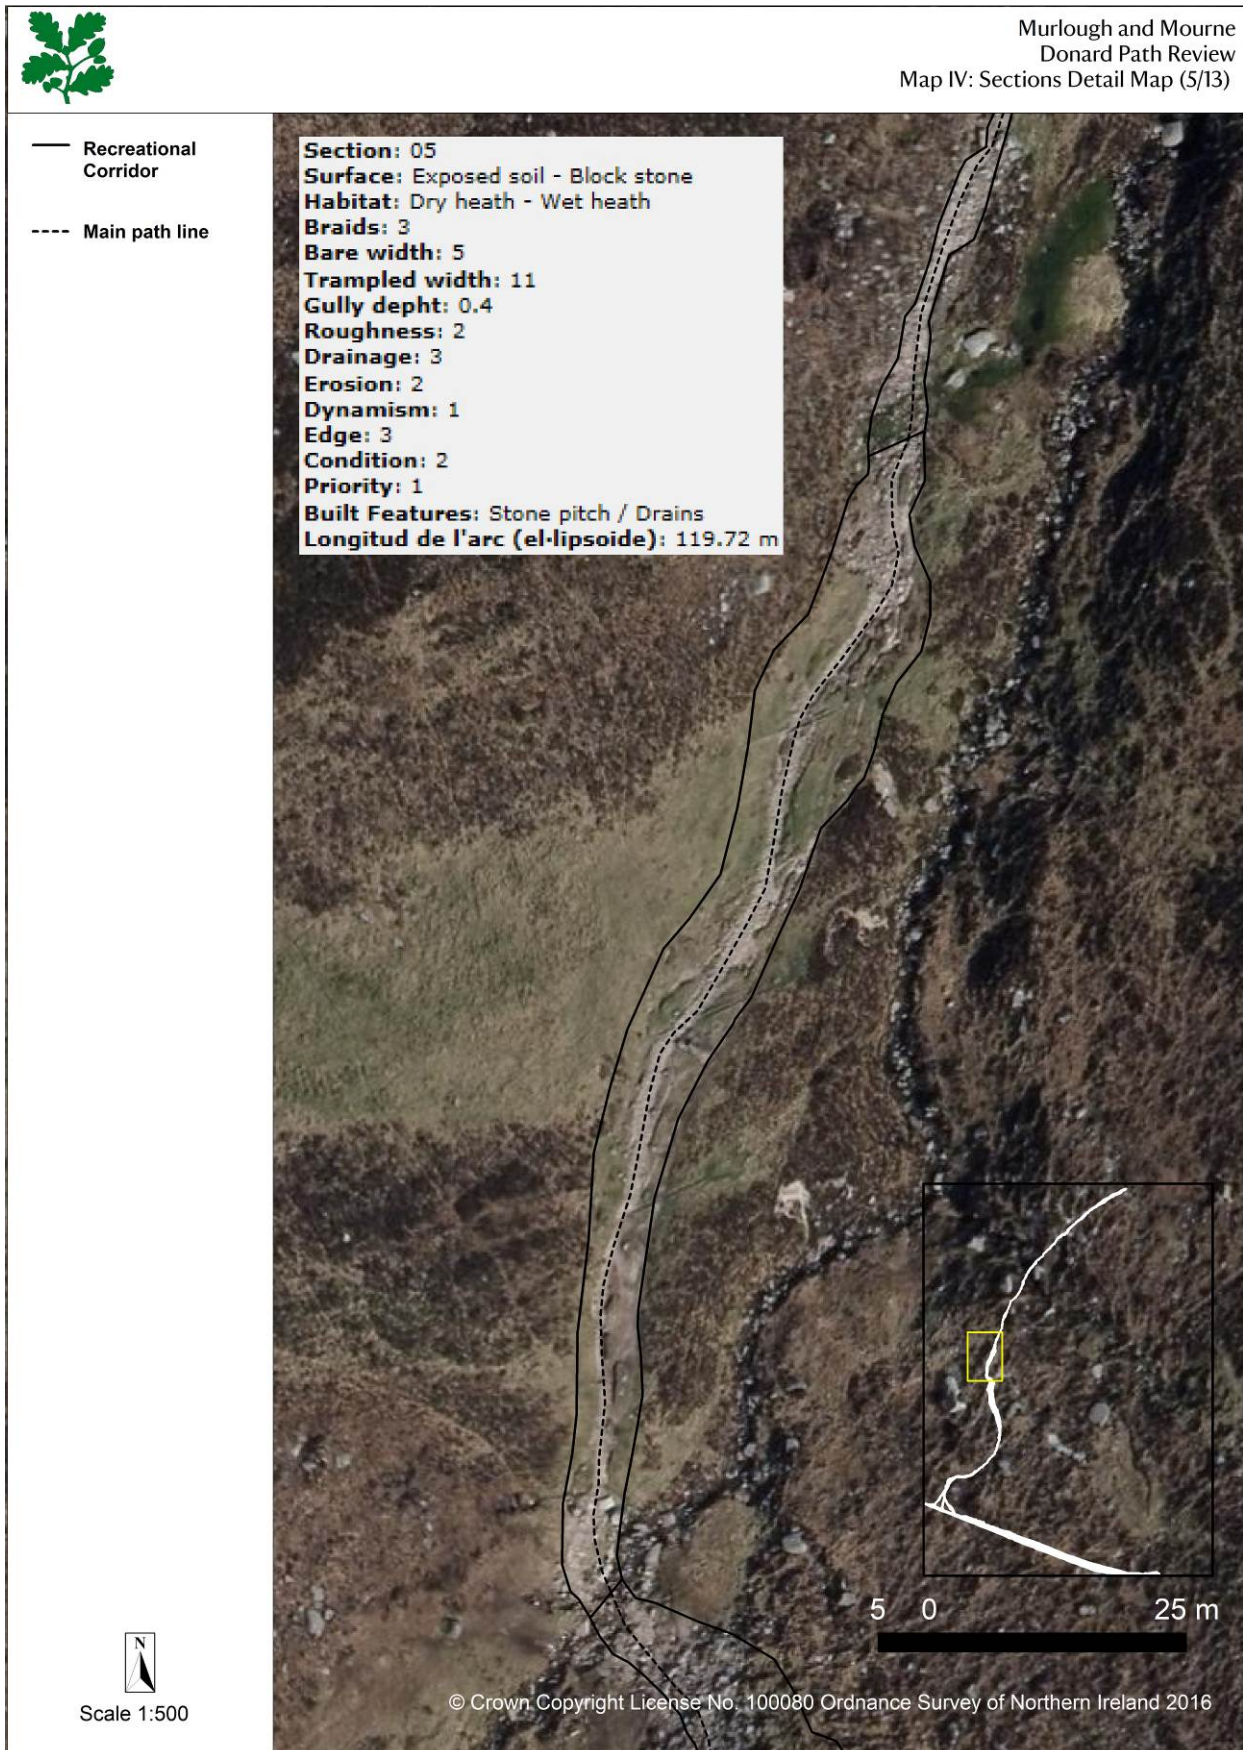 Murlough and Mourne
Donard Path Review
Map IV: Sections Detail Map (5/13)
Recreational
Corridor
Main path line
Section: 05
Surface: Exposed soil - Block stone
Habitat: Dry heath - Wet heath
Braids: 3
Bare width: 5
Trampled width: 11
Gully depht: 0.4
Roughness: 2
Drainage: 3
Erosion: 2
Dynamism: 1
Edge: 3
Condition: 2
Priority: 1
Built Features: Stone pitch / Drains
Longitud de l'arc (el·lipsoide): 119.72 m
5 0 25 m
N
Scale 1:500
© Crown Copyright License No. 100080 Ordnance Survey of Northern Ireland 2016